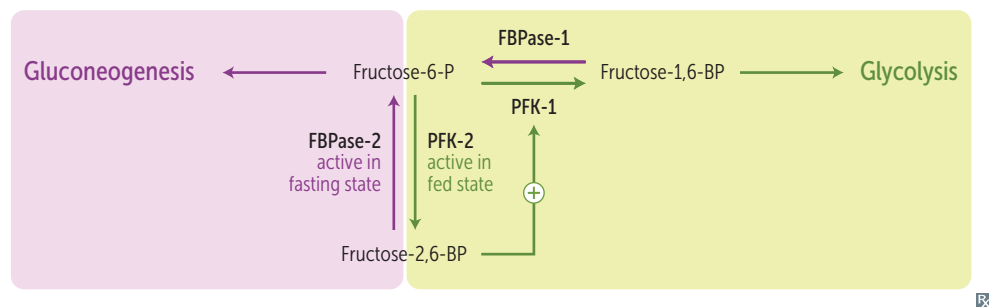 FBPase-1
Gluconeogenesis
Fructose-6-P
Fructose-1,6-BP
Glycolysis
PFK-1
FBPase-2
active in
fasting state
PFK-2
active in
fed state
+
Fructose-2,6-BP
Rx